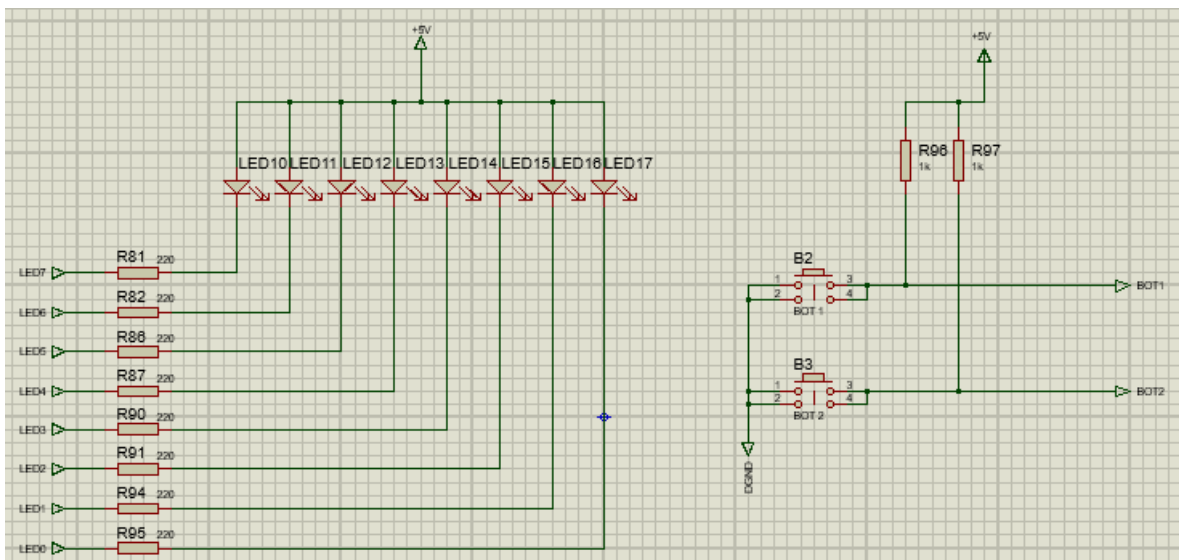 +5V
LED10 LED11 LED12 LED13 LED14 LED15 LED16 LED17
R81
220
LED7
R82
220
LED6
R86
220
LED5
R87
220
LED4
R90
220
LED3
R91
220
LED2
R94
220
LED1
R95
220
LED0
+5V
R96
1k
R97
1k
B2
1
2
3
4
BOT 1
BOT1
B3
1
2
3
4
BOT 2
BOT2
DGND